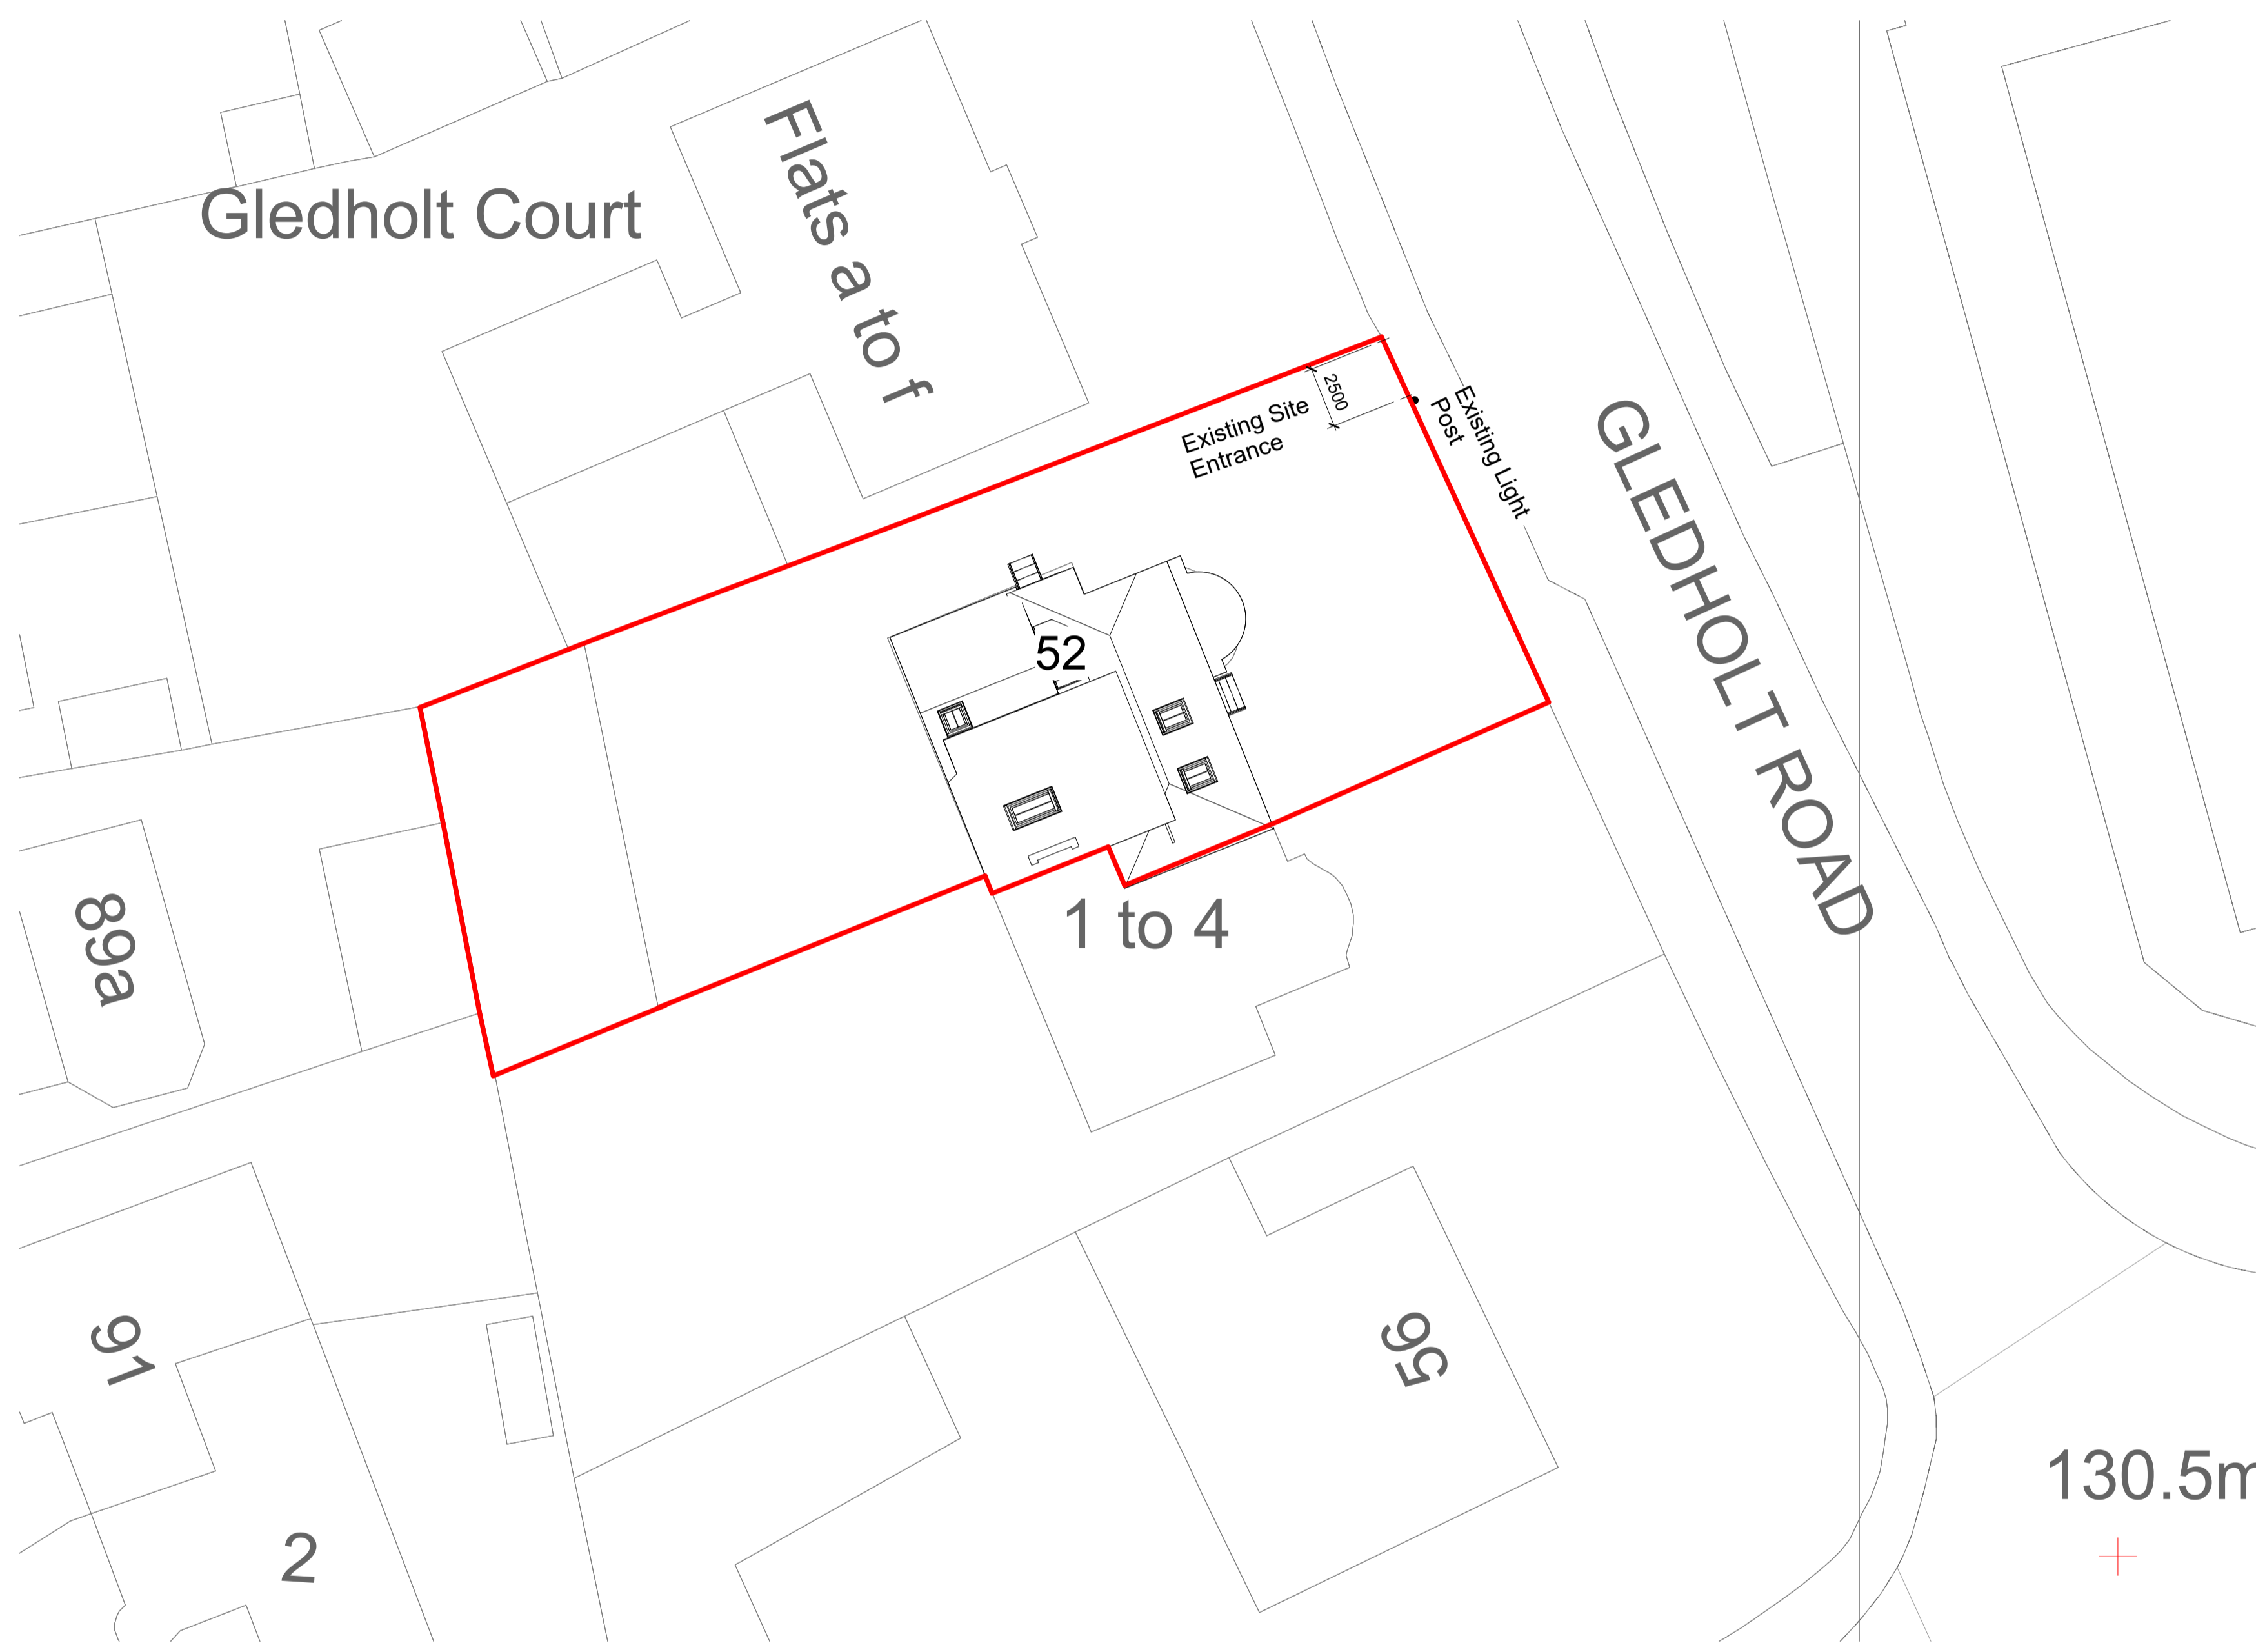 Gledholt Court
Flats a to f
2500
Existing Site
Entrance
Existing Light
Post
GLEDHOLT ROAD
52
1 to 4
89a
91
95
2
130.5m